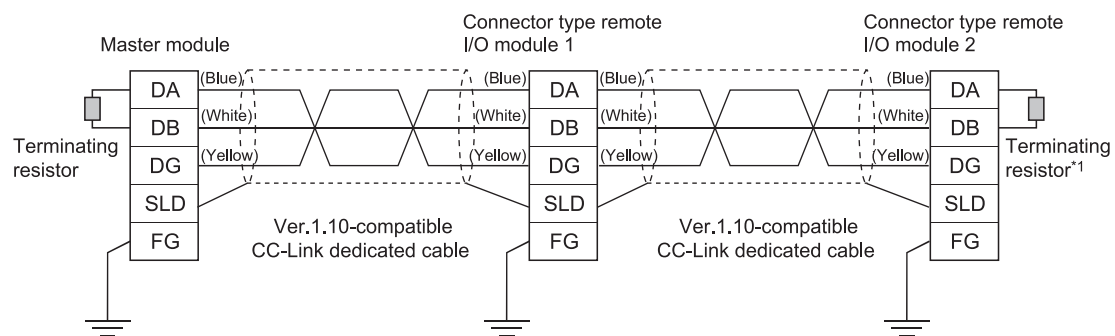 Master module
Connector type remote
I/O module 1
Connector type remote
I/O module 2
DA
DB
DG
SLD
FG
(Blue)
(White)
(Yellow)
(Blue)
(White)
(Yellow)
DA
DB
DG
SLD
FG
(Blue)
(White)
(Yellow)
(Blue)
(White)
(Yellow)
DA
DB
DG
SLD
FG
Terminating
resistor
Ver.1.10-compatible
CC-Link dedicated cable
Ver.1.10-compatible
CC-Link dedicated cable
Terminating
resistor*1